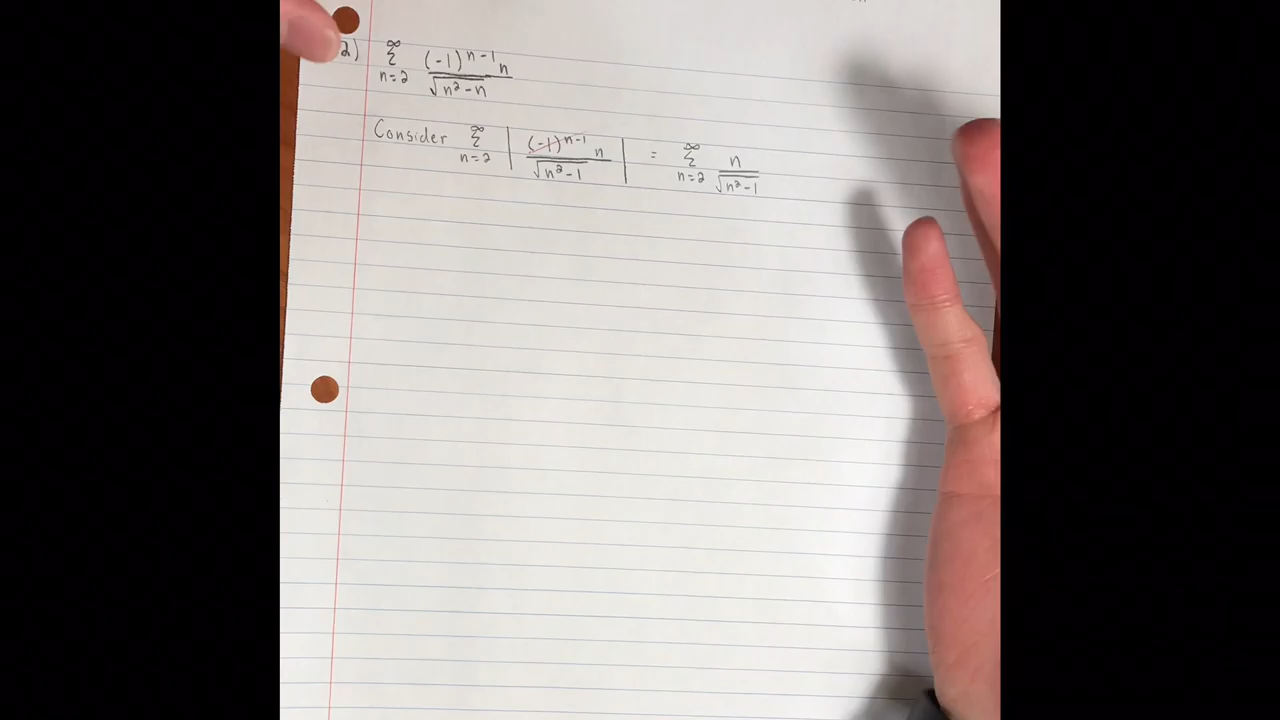 2) ∞ Σ n=2 (-1)^{n-1} n / √(n²-n)
Consider ∞ Σ n=2 | (-1)^{n-1} n / √(n²-1) | = ∞ Σ n=2 n / √(n²-1)